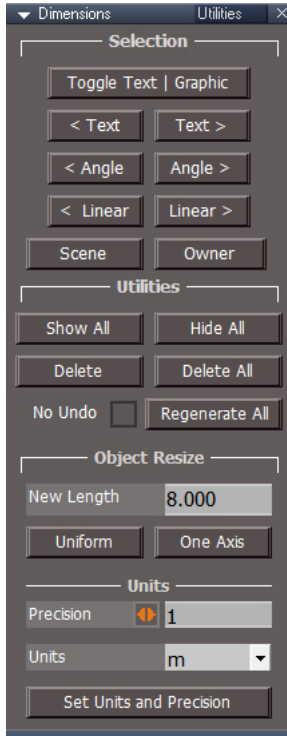 Dimensions Utilities ×
Selection
Toggle Text | Graphic
< Text Text >
< Angle Angle >
< Linear Linear >
Scene Owner
Utilities
Show All Hide All
Delete Delete All
No Undo Regenerate All
Object Resize
New Length 8.000
Uniform One Axis
Units
Precision 1
Units m
Set Units and Precision